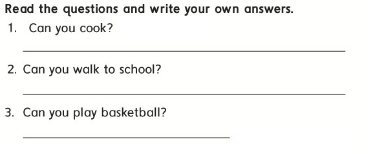 Read the questions and write your own answers.
1. Can you cook?
2. Can you walk to school?
3. Can you play basketball?